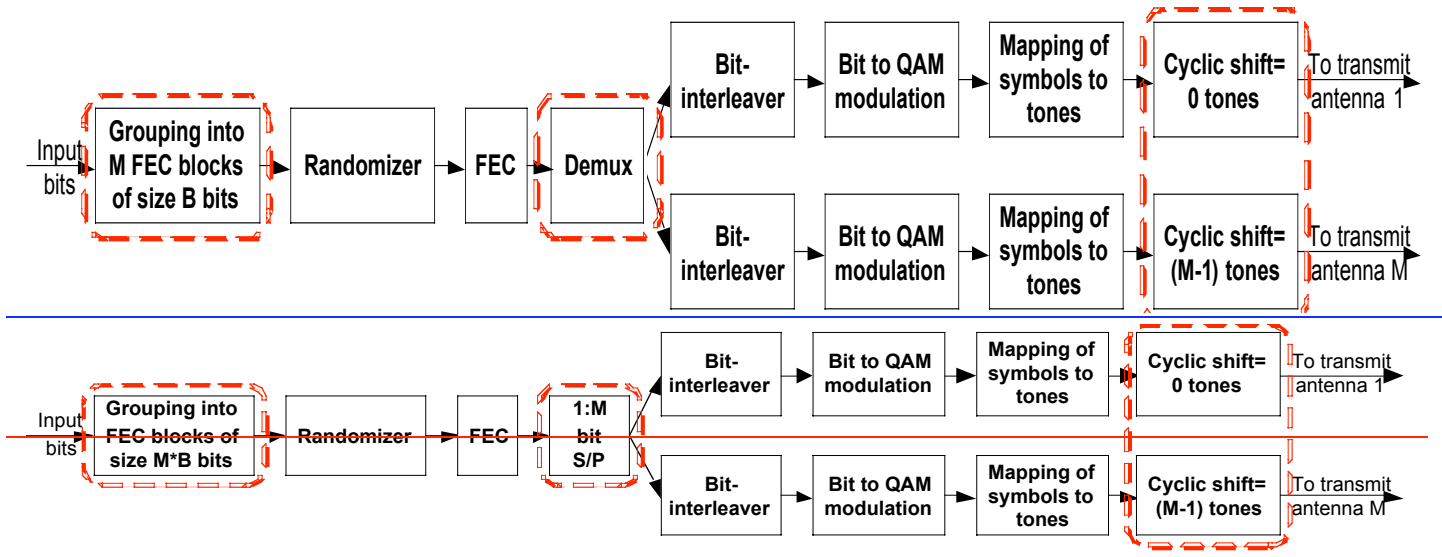 Input
bits
Grouping into
M FEC blocks
of size B bits
Randomizer
FEC
Demux
Bit-
interleaver
Bit to QAM
modulation
Mapping of
symbols to
tones
Cyclic shift=
0 tones
To transmit
antenna 1
Bit-
interleaver
Bit to QAM
modulation
Mapping of
symbols to
tones
Cyclic shift=
(M-1) tones
To transmit
antenna M
Input
bits
Grouping into
FEC blocks of
size M*B bits
Randomizer
FEC
1:M
bit
S/P
Bit-
interleaver
Bit to QAM
modulation
Mapping of
symbols to
tones
Cyclic shift=
0 tones
To transmit
antenna 1
Bit-
interleaver
Bit to QAM
modulation
Mapping of
symbols to
tones
Cyclic shift=
(M-1) tones
To transmit
antenna M